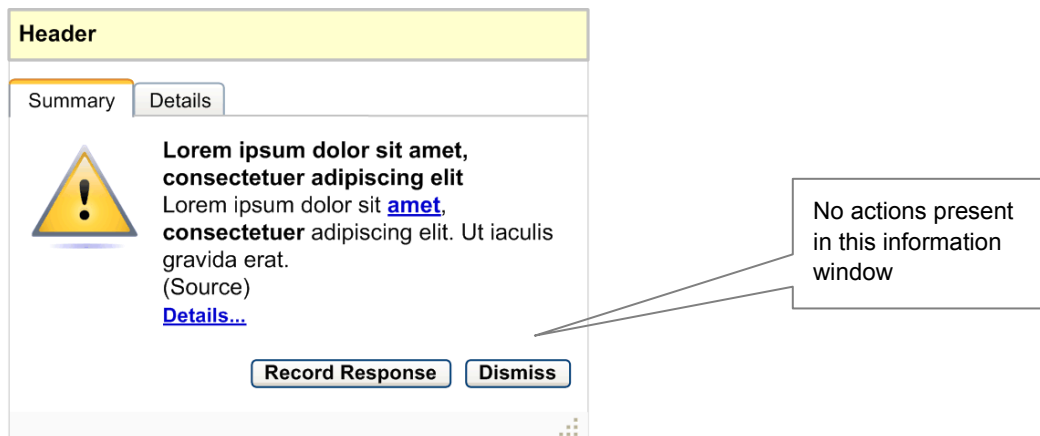 Header
Summary
Details
Lorem ipsum dolor sit amet,
consectetuer adipiscing elit
Lorem ipsum dolor sit amet,
consectetuer adipiscing elit. Ut iaculis
gravida erat.
(Source)
Details...
Record Response
Dismiss
No actions present
in this information
window